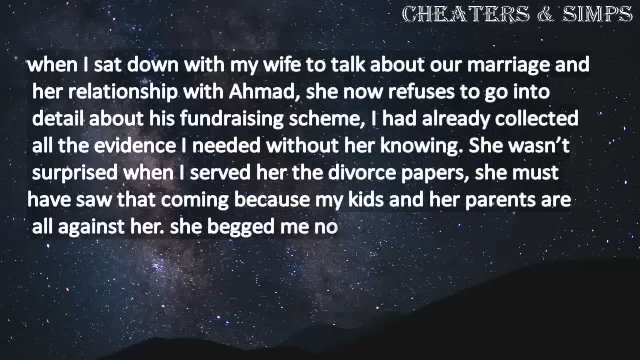 CHEATERS & SIMPS
when I sat down with my wife to talk about our marriage and
her relationship with Ahmad, she now refuses to go into
detail about his fundraising scheme, I had already collected
all the evidence I needed without her knowing. She wasn't
surprised when I served her the divorce papers, she must
have saw that coming because my kids and her parents are
all against her. she begged me no